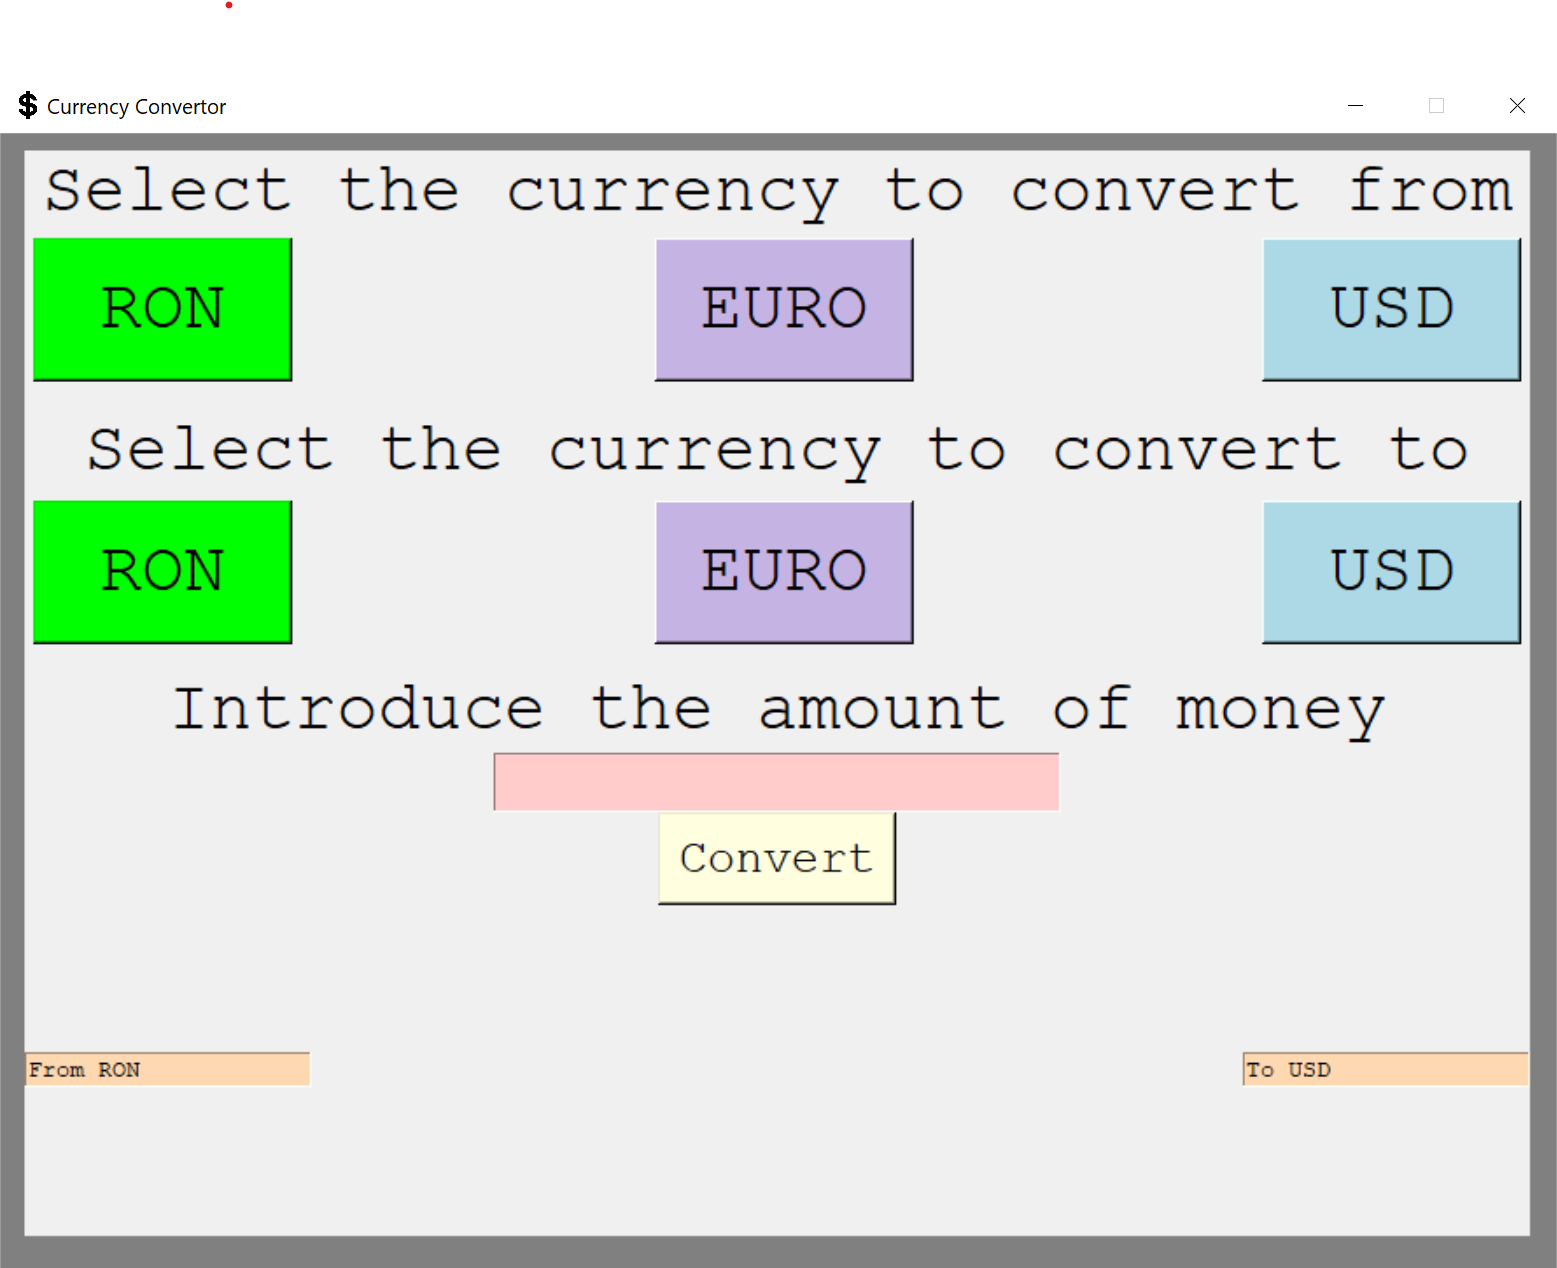 $ Currency Convertor
Select the currency to convert from
RON EURO USD
Select the currency to convert to
RON EURO USD
Introduce the amount of money
Convert
From RON To USD